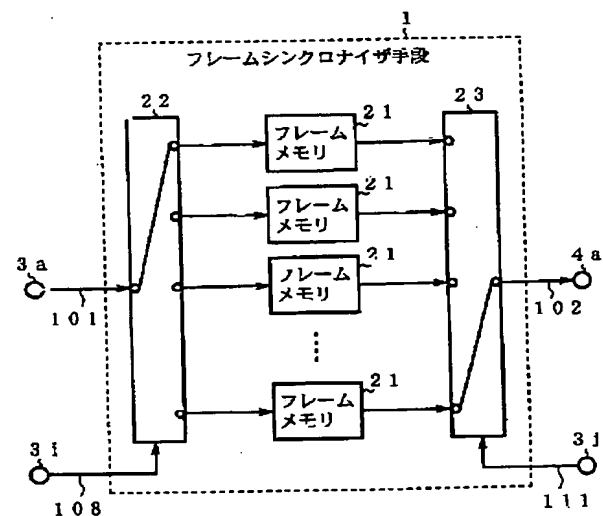 1
フレームシンクロナイザ手段
22
23
フレーム
メモリ
21
フレーム
メモリ
21
3a
101
フレーム
メモリ
21
4a
102
フレーム
メモリ
21
3i
108
3j
111